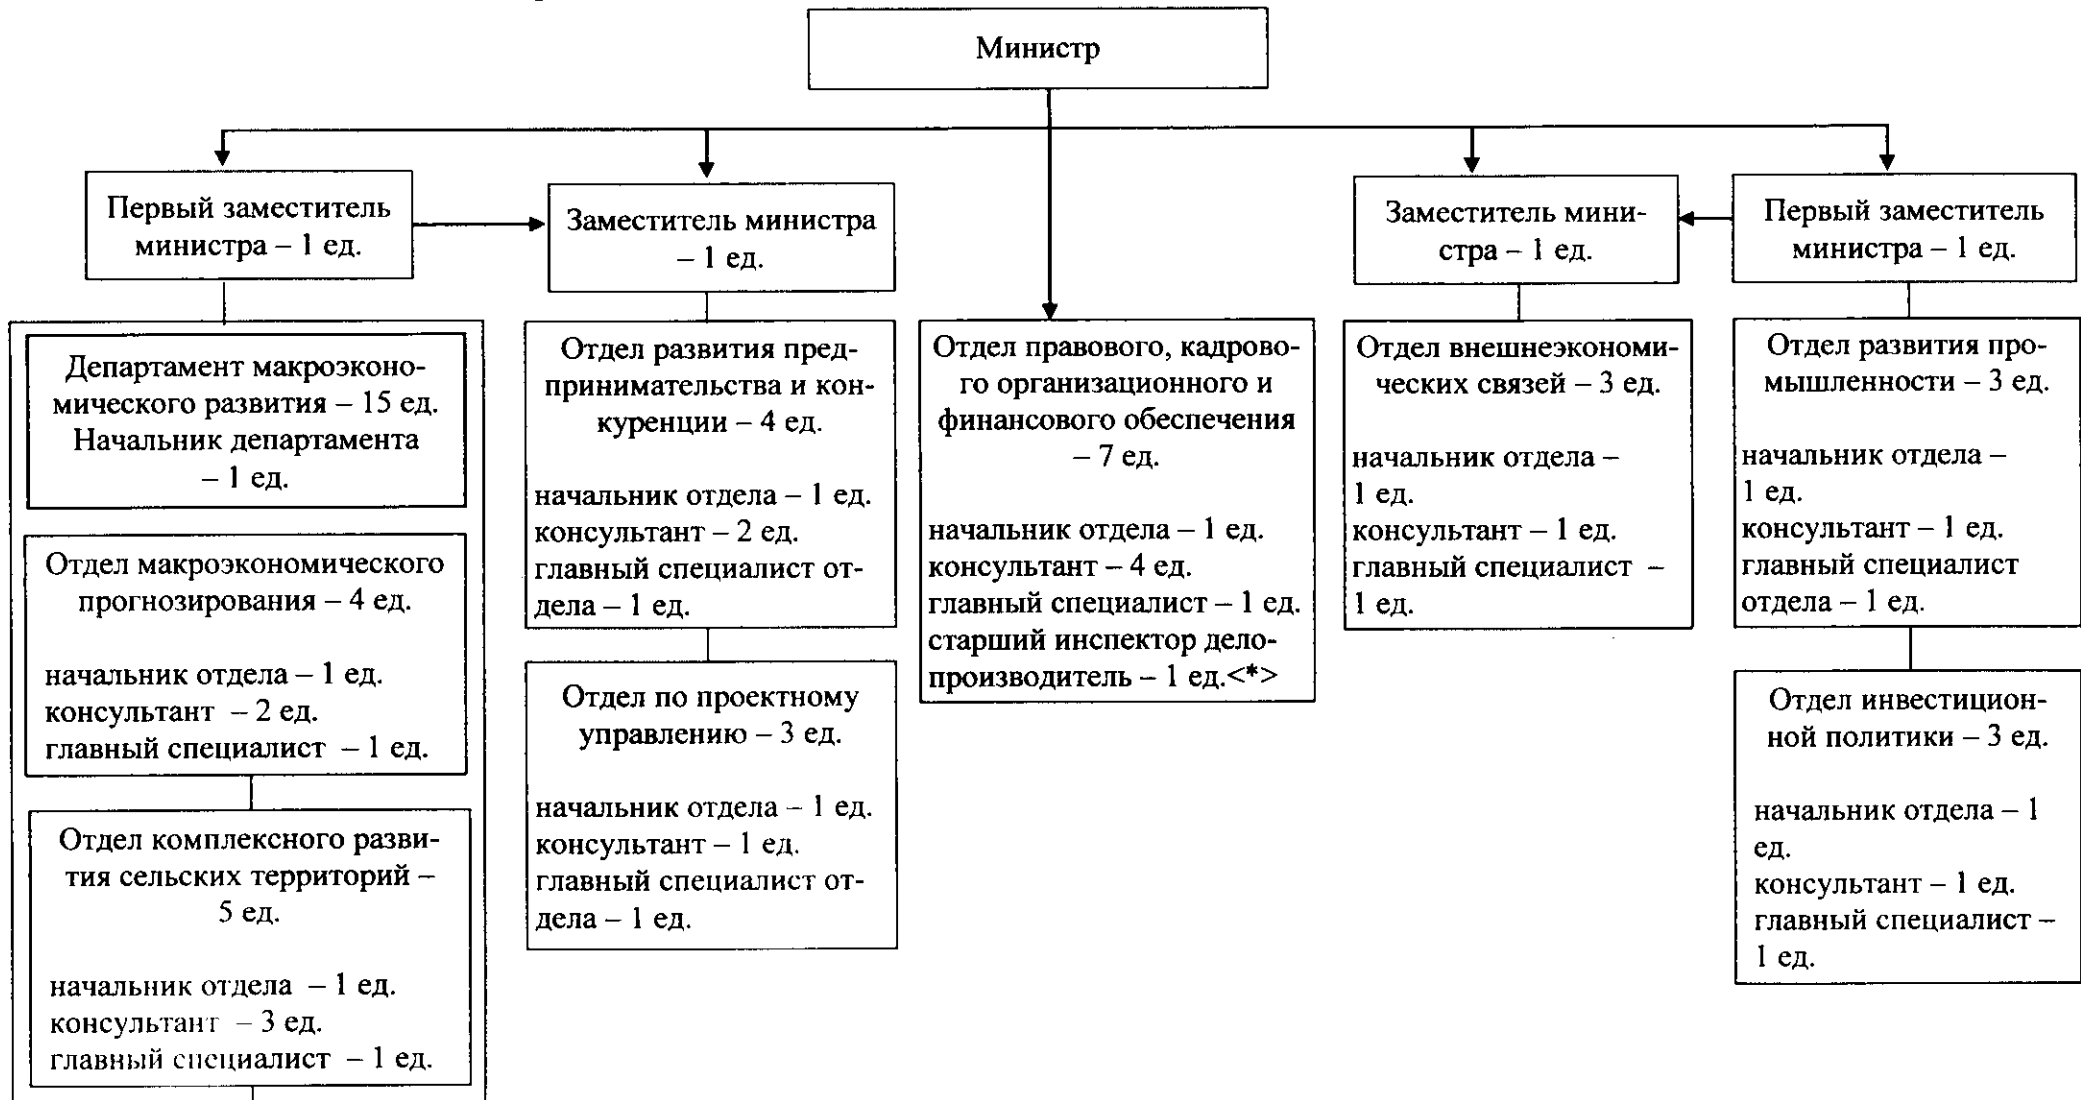 Министр
Первый заместитель
министра – 1 ед.
Заместитель министра
– 1 ед.
Заместитель мини-
стра – 1 ед.
Первый заместитель
министра – 1 ед.
Департамент макроэконо-
мического развития – 15 ед.
Начальник департамента
– 1 ед.
Отдел макроэкономического
прогнозирования – 4 ед.
начальник отдела – 1 ед.
консультант – 2 ед.
главный специалист – 1 ед.
Отдел комплексного разви-
тия сельских территорий –
5 ед.
начальник отдела – 1 ед.
консультант – 3 ед.
главный специалист – 1 ед.
Отдел развития пред-
принимательства и кон-
куренции – 4 ед.
начальник отдела – 1 ед.
консультант – 2 ед.
главный специалист от-
дела – 1 ед.
Отдел по проектному
управлению – 3 ед.
начальник отдела – 1 ед.
консультант – 1 ед.
главный специалист от-
дела – 1 ед.
Отдел правового, кадрово-
го организационного и
финансового обеспечения
– 7 ед.
начальник отдела – 1 ед.
консультант – 4 ед.
главный специалист – 1 ед.
старший инспектор дело-
производитель – 1 ед.<*>
Отдел внешнеэкономи-
ческих связей – 3 ед.
начальник отдела –
1 ед.
консультант – 1 ед.
главный специалист –
1 ед.
Отдел развития про-
мышленности – 3 ед.
начальник отдела –
1 ед.
консультант – 1 ед.
главный специалист
отдела – 1 ед.
Отдел инвестицион-
ной политики – 3 ед.
начальник отдела – 1
ед.
консультант – 1 ед.
главный специалист –
1 ед.